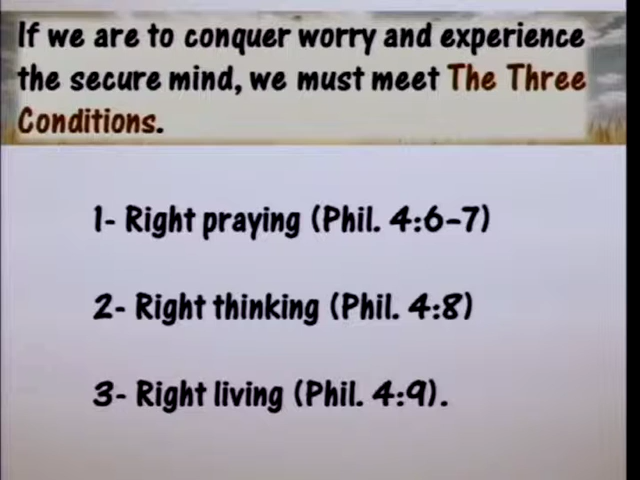 If we are to conquer worry and experience
the secure mind, we must meet The Three
Conditions.
1- Right praying (Phil. 4:6-7)
2- Right thinking (Phil. 4:8)
3- Right living (Phil. 4:9).